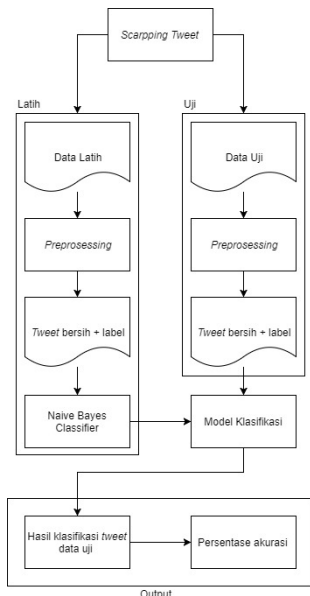 Scarpping Tweet
Latih
Uji
Data Latih
Data Uji
Preprosessing
Preprosessing
Tweet bersih + label
Tweet bersih + label
Naive Bayes
Classifier
Model Klasifikasi
Hasil klasifikasi tweet
data uji
Persentase akurasi
Output